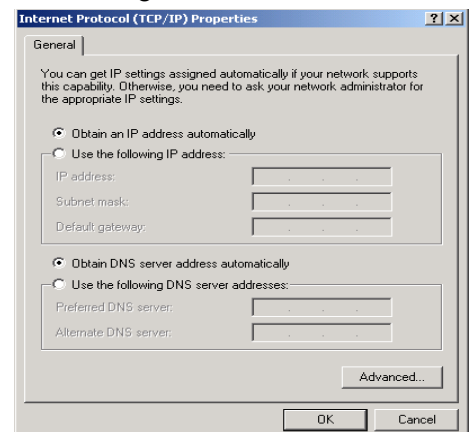 Internet Protocol (TCP/IP) Properties
General
You can get IP settings assigned automatically if your network supports
this capability. Otherwise, you need to ask your network administrator for
the appropriate IP settings.
Obtain an IP address automatically
Use the following IP address:
IP address:
Subnet mask:
Default gateway:
Obtain DNS server address automatically
Use the following DNS server addresses:
Preferred DNS server:
Alternate DNS server:
Advanced...
OK Cancel